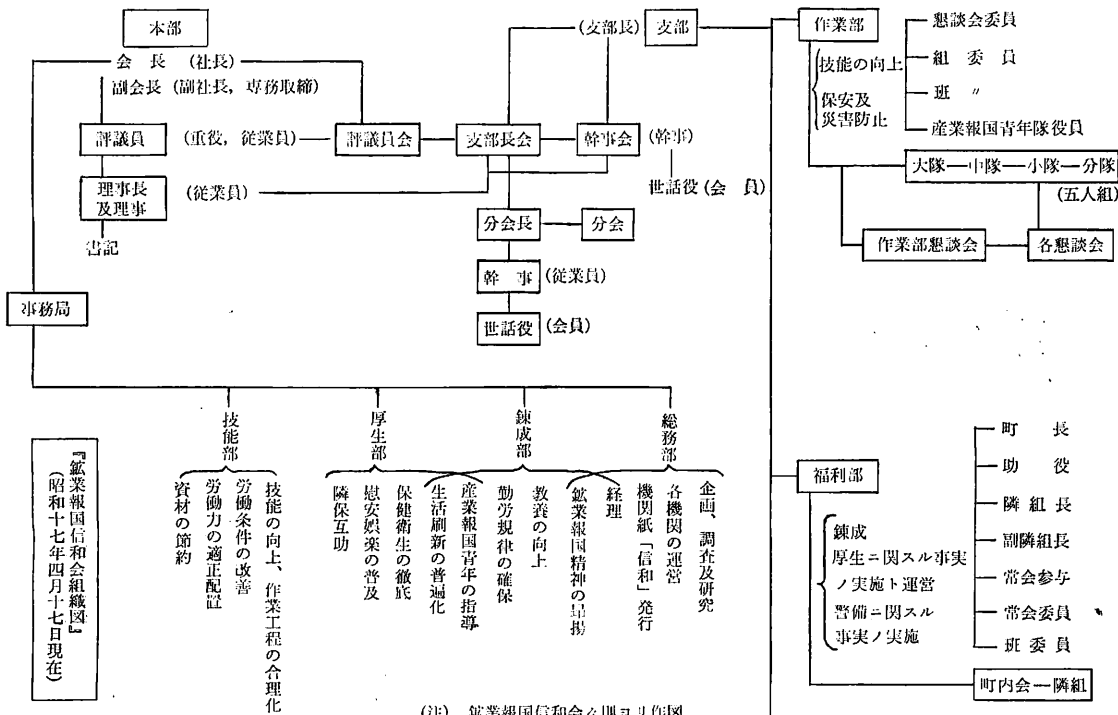 本部
会長 (社長)
副会長 (副社長, 専務取締)
評議員 (重役, 従業員)
評議員会
支部長会
幹事会 (幹事)
世話役 (会員)
理事長
及理事
(従業員)
書記
(支部長) 支部
分会長
分会
幹事 (従業員)
世話役 (会員)
事務局
作業部
技能の向上
保安及
災害防止
懇談会委員
組委員
班 〃
産業報国青年隊役員
大隊―中隊―小隊―分隊
(五人組)
作業部懇談会
各懇談会
総務部
企画、調査及研究
各機関の運営
機関紙「信和」発行
経理
鉱業報国精神の昂揚
錬成部
教養の向上
勤労規律の確保
産業報国青年の指導
生活刷新の普遍化
厚生部
保健衛生の徹底
慰安娯楽の普及
隣保互助
技能部
技能の向上、作業工程の合理化
労働条件の改善
労働力の適正配置
資材の節約
福利部
錬成
厚生ニ関スル事実
ノ実施ト運営
警備ニ関スル
事実ノ実施
町長
助役
隣組長
副隣組長
常会参与
常会委員
班委員
町内会―隣組
『鉱業報国信和会組織図』
(昭和十七年四月十七日現在)
(注) 鉱業報国信和会々則ヨリ作図